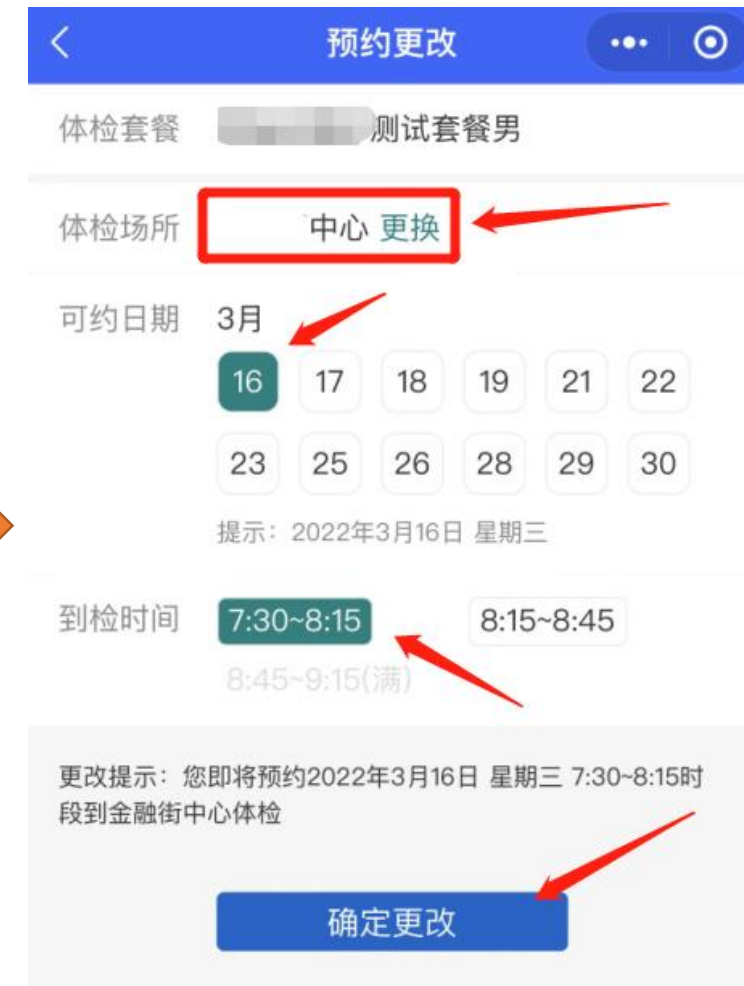 预约更改
体检套餐 测试套餐男
体检场所 中心 更换
可约日期 3月
16 17 18 19 21 22
23 25 26 28 29 30
提示：2022年3月16日 星期三
到检时间 7:30~8:15 8:15~8:45
8:45~9:15(满)
更改提示：您即将预约2022年3月16日 星期三 7:30~8:15时
段到金融街中心体检
确定更改